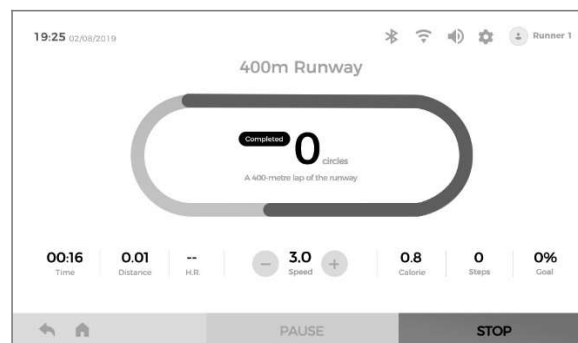 19:25 02/08/2019
Runner 1
400m Runway
Completed
0 circles
A 400-metre lap of the runway
00:16 0.01 -- − 3.0 + 0.8 0 0%
Time Distance H.R. Speed Calorie Steps Goal
PAUSE STOP